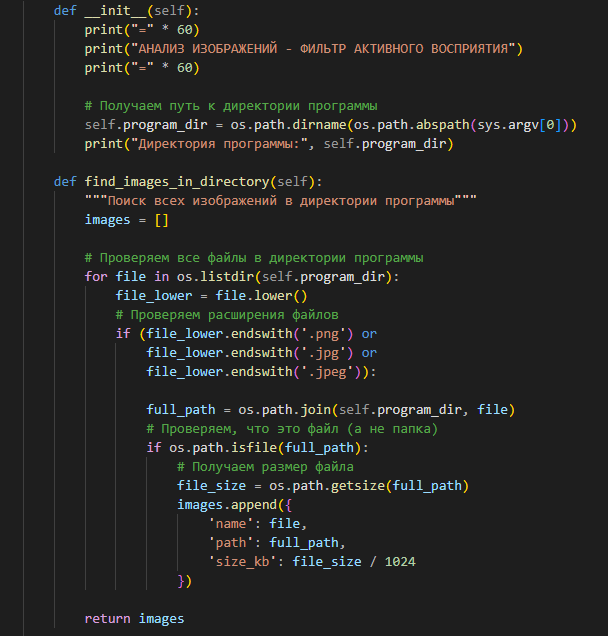 def __init__(self):
    print("=" * 60)
    print("АНАЛИЗ ИЗОБРАЖЕНИЙ - ФИЛЬТР АКТИВНОГО ВОСПРИЯТИЯ")
    print("=" * 60)

    # Получаем путь к директории программы
    self.program_dir = os.path.dirname(os.path.abspath(sys.argv[0]))
    print("Директория программы:", self.program_dir)

def find_images_in_directory(self):
    """Поиск всех изображений в директории программы"""
    images = []

    # Проверяем все файлы в директории программы
    for file in os.listdir(self.program_dir):
        file_lower = file.lower()
        # Проверяем расширения файлов
        if (file_lower.endswith('.png') or
            file_lower.endswith('.jpg') or
            file_lower.endswith('.jpeg')):

            full_path = os.path.join(self.program_dir, file)
            # Проверяем, что это файл (а не папка)
            if os.path.isfile(full_path):
                # Получаем размер файла
                file_size = os.path.getsize(full_path)
                images.append({
                    'name': file,
                    'path': full_path,
                    'size_kb': file_size / 1024
                })

    return images